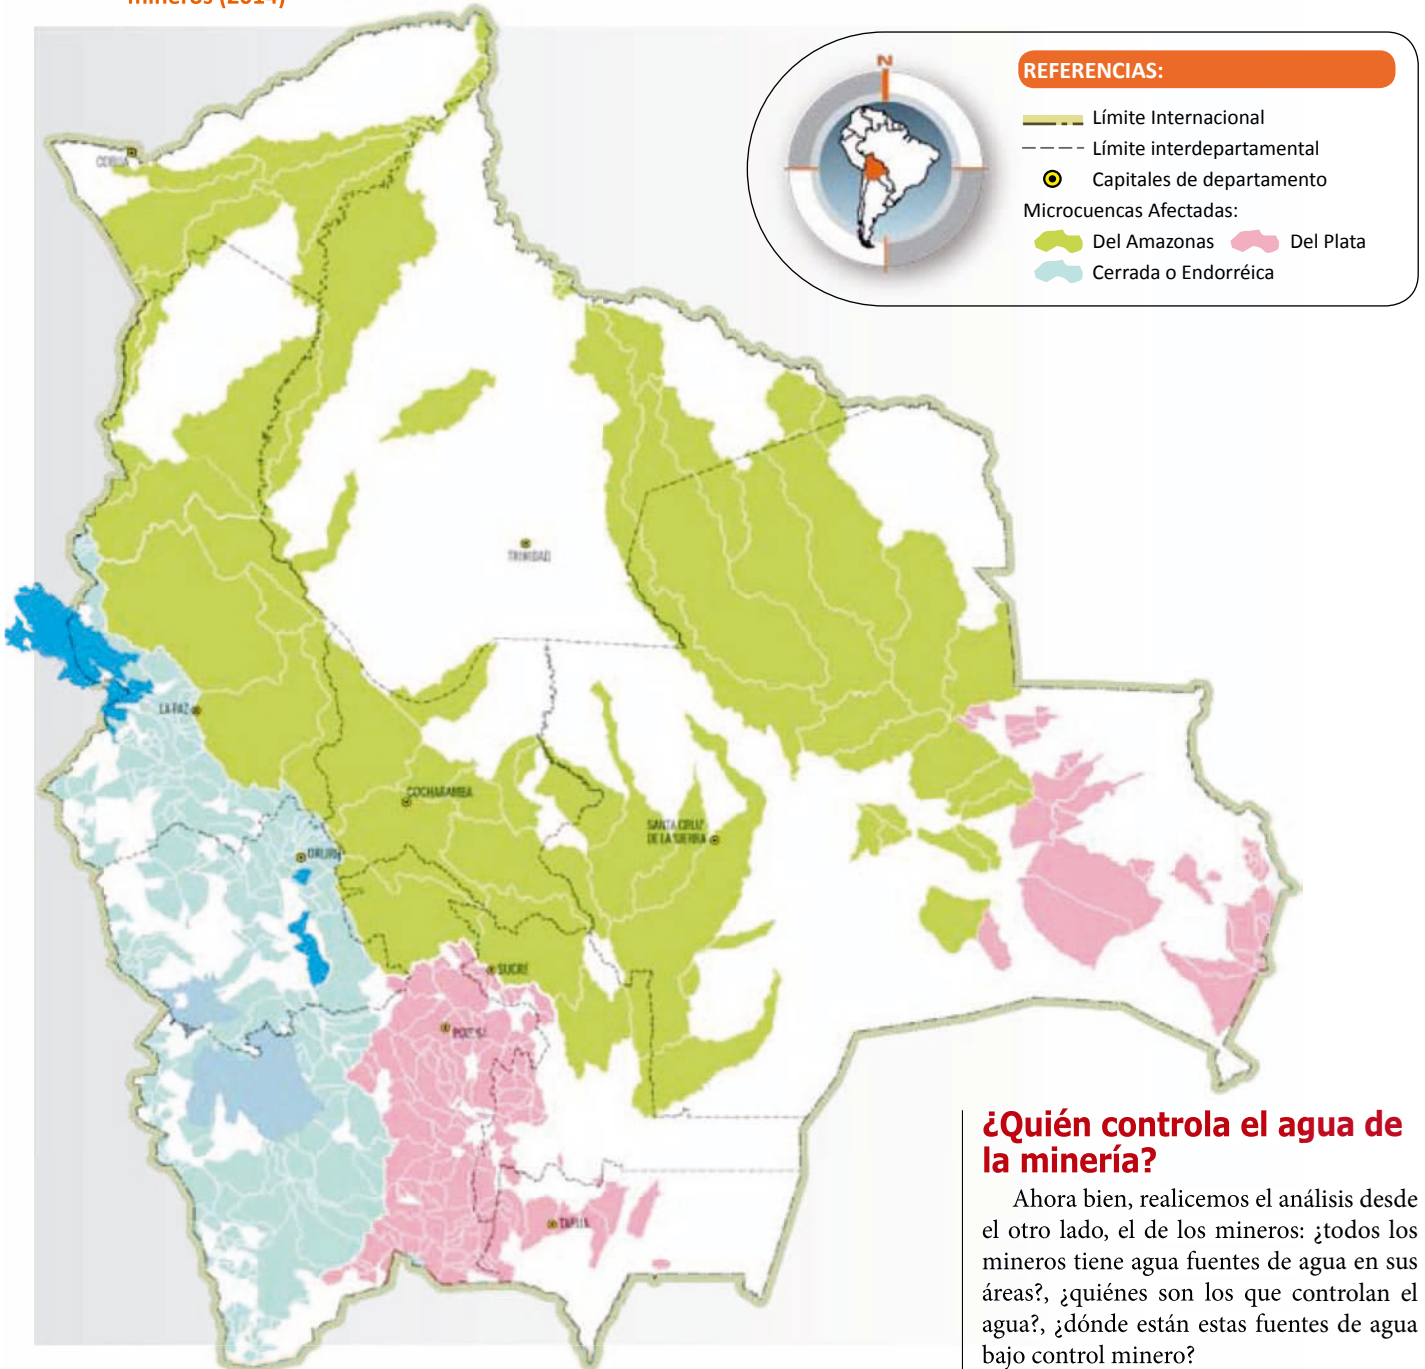 mineros (2014)
N
REFERENCIAS:
Límite Internacional
Límite interdepartamental
Capitales de departamento
Microcuencas Afectadas:
Del Amazonas
Del Plata
Cerrada o Endorréica
COBIJA
TRINIDAD
LA PAZ
COCHABAMBA
SANTA CRUZ
DE LA SIERRA
ORURO
SUCRE
POTOSI
TARIJA
¿Quién controla el agua de
la minería?
Ahora bien, realicemos el análisis desde
el otro lado, el de los mineros: ¿todos los
mineros tiene agua fuentes de agua en sus
áreas?, ¿quiénes son los que controlan el
agua?, ¿dónde están estas fuentes de agua
bajo control minero?